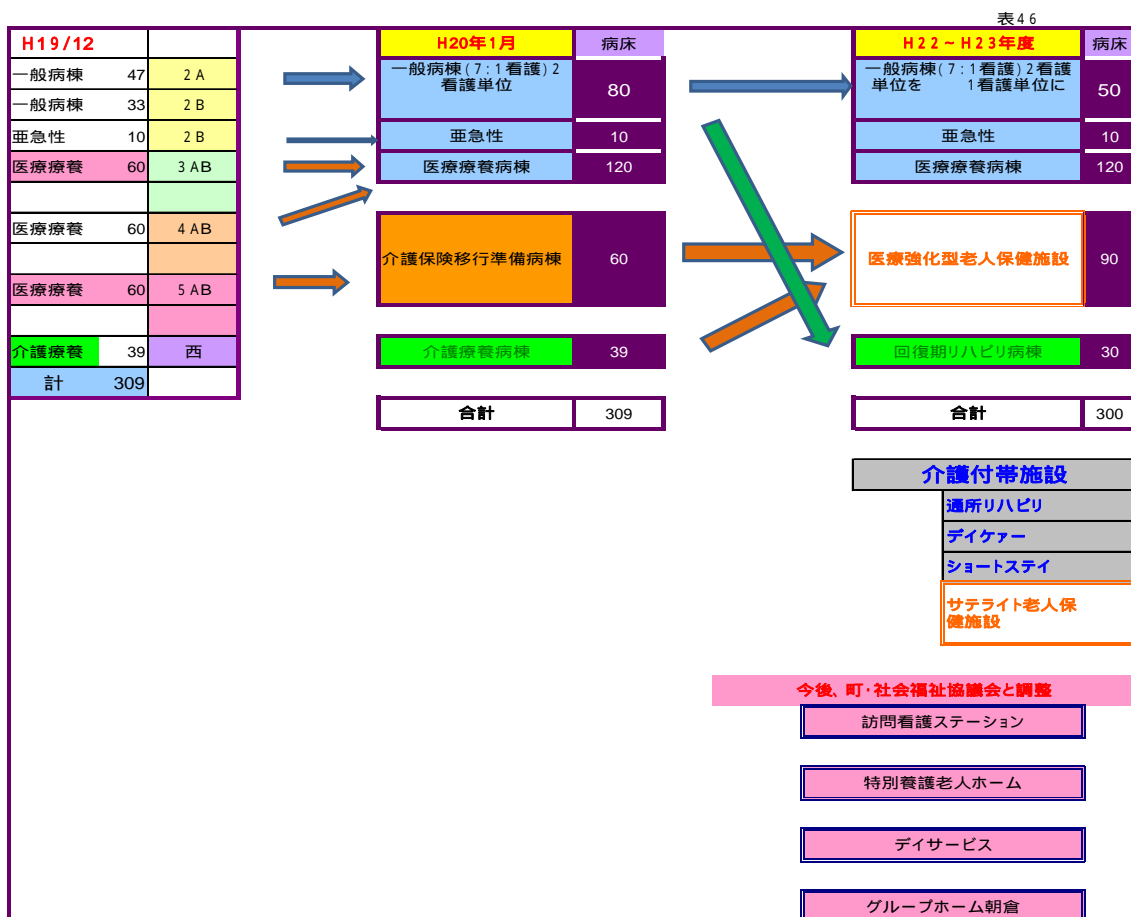 表46
H19/12
一般病棟 47 2A
一般病棟 33 2B
亜急性 10 2B
医療療養 60 3AB
医療療養 60 4AB
医療療養 60 5AB
介護療養 39 西
計 309
H20年1月 病床
一般病棟(7:1看護)2
看護単位
80
亜急性 10
医療療養病棟 120
介護保険移行準備病棟 60
介護療養病棟 39
合計 309
H22~H23年度 病床
一般病棟(7:1看護)2看護
単位を 1看護単位に
50
亜急性 10
医療療養病棟 120
医療強化型老人保健施設 90
回復期リハビリ病棟 30
合計 300
介護付帯施設
通所リハビリ
デイケァー
ショートステイ
サテライト老人保
健施設
今後、町・社会福祉協議会と調整
訪問看護ステーション
特別養護老人ホーム
デイサービス
グループホーム朝倉